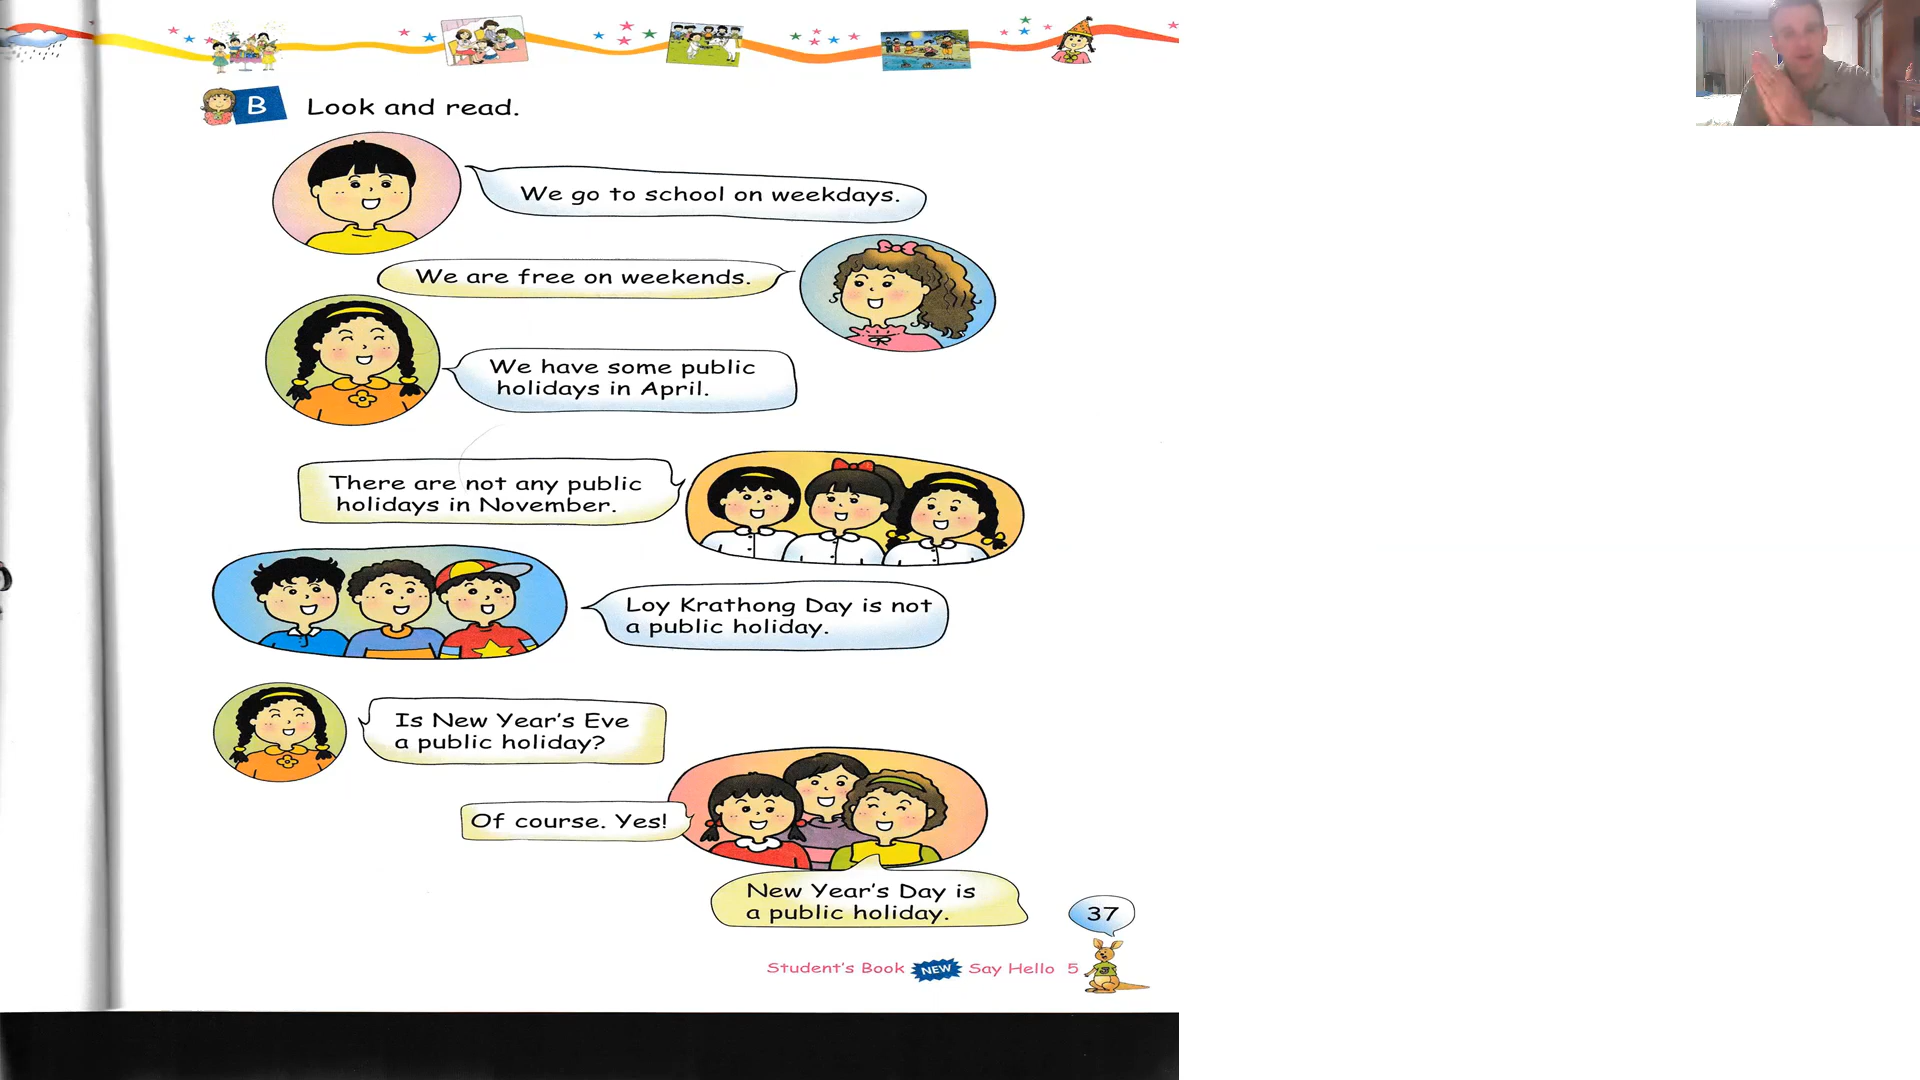 B Look and read.
We go to school on weekdays.
We are free on weekends.
We have some public
holidays in April.
There are not any public
holidays in November.
Loy Krathong Day is not
a public holiday.
Is New Year's Eve
a public holiday?
Of course. Yes!
New Year's Day is
a public holiday.
37
Student's Book NEW Say Hello 5